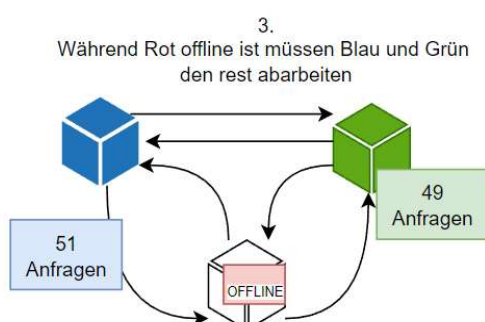 3.
Während Rot offline ist müssen Blau und Grün
den rest abarbeiten
49
Anfragen
51
Anfragen
OFFLINE